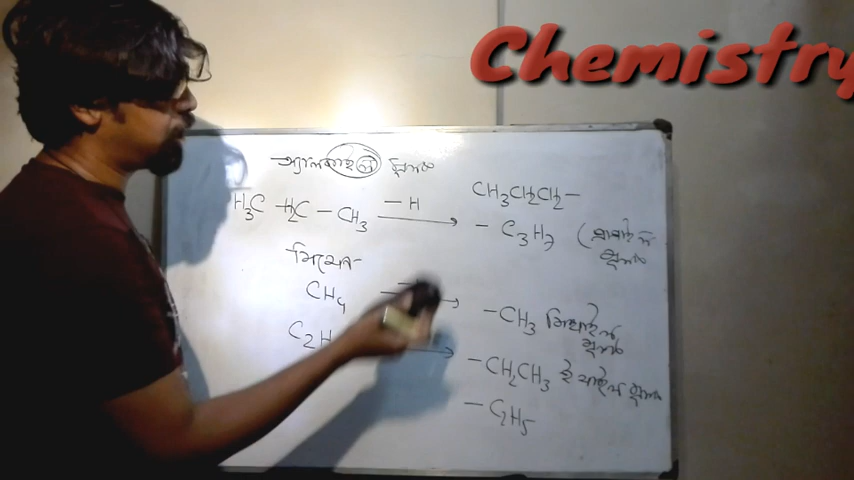 Chemistry
অ্যালকাইল মূলক
H₃C - H₂C - CH₃ - H CH₃CH₂CH₂-
- C₃H₇ (প্রপাইল
মূলক
মিথেন
CH₄ - CH₃ মিথাইল
মূলক
C₂H - CH₂CH₃ ইথাইল মূলক
- C₂H₅